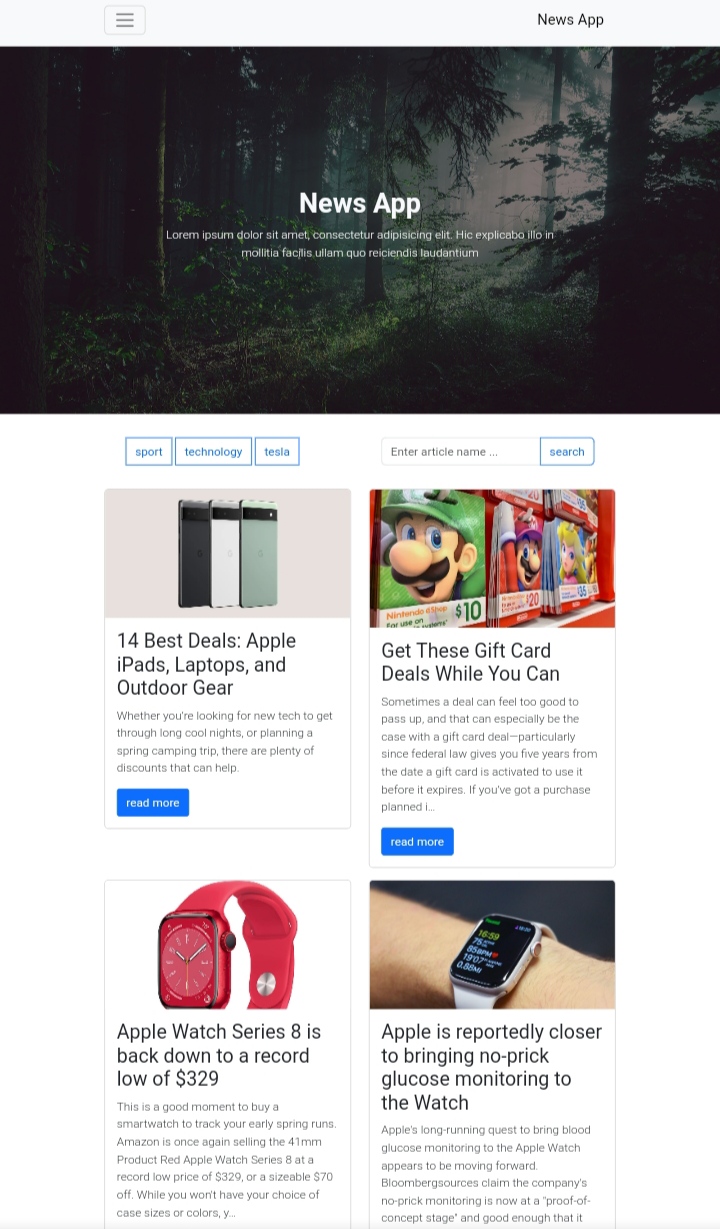 News App
News App
Lorem ipsum dolor sit amet, consectetur adipisicing elit. Hic explicabo illo in
mollitia facilis ullam quo reiciendis laudantium
sport technology tesla
Enter article name ... search
Nintendo eShop
For use on
$10
$20
$35
14 Best Deals: Apple
iPads, Laptops, and
Outdoor Gear
Whether you're looking for new tech to get
through long cool nights, or planning a
spring camping trip, there are plenty of
discounts that can help.
read more
Get These Gift Card
Deals While You Can
Sometimes a deal can feel too good to
pass up, and that can especially be the
case with a gift card deal—particularly
since federal law gives you five years from
the date a gift card is activated to use it
before it expires. If you've got a purchase
planned i...
read more
16:59
Apple Watch Series 8 is
back down to a record
low of $329
This is a good moment to buy a
smartwatch to track your early spring runs.
Amazon is once again selling the 41mm
Product Red Apple Watch Series 8 at a
record low price of $329, or a sizeable $70
off. While you won't have your choice of
case sizes or colors, y...
Apple is reportedly closer
to bringing no-prick
glucose monitoring to
the Watch
Apple's long-running quest to bring blood
glucose monitoring to the Apple Watch
appears to be moving forward.
Bloombergsources claim the company's
no-prick monitoring is now at a "proof-of-
concept stage" and good enough that it